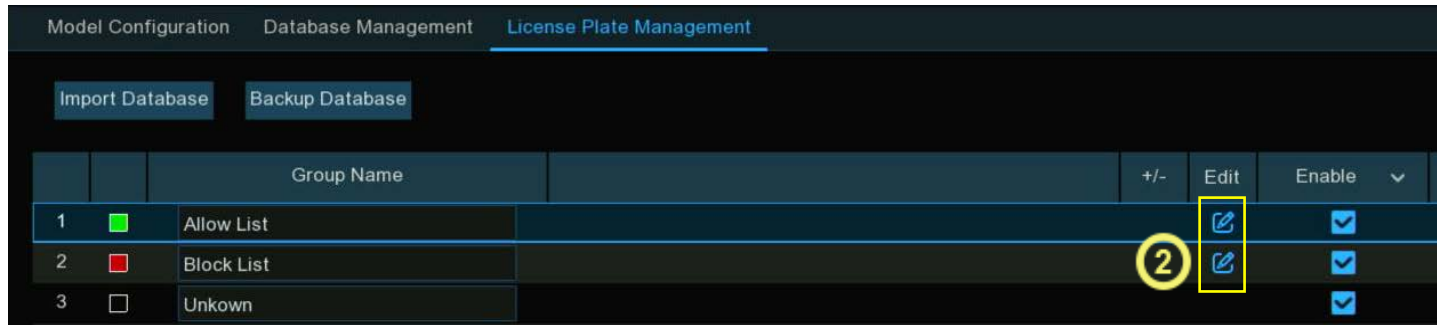 Model Configuration Database Management License Plate Management
Import Database Backup Database
Group Name +/- Edit Enable
1 Allow List
2 Block List
2
3 Unkown